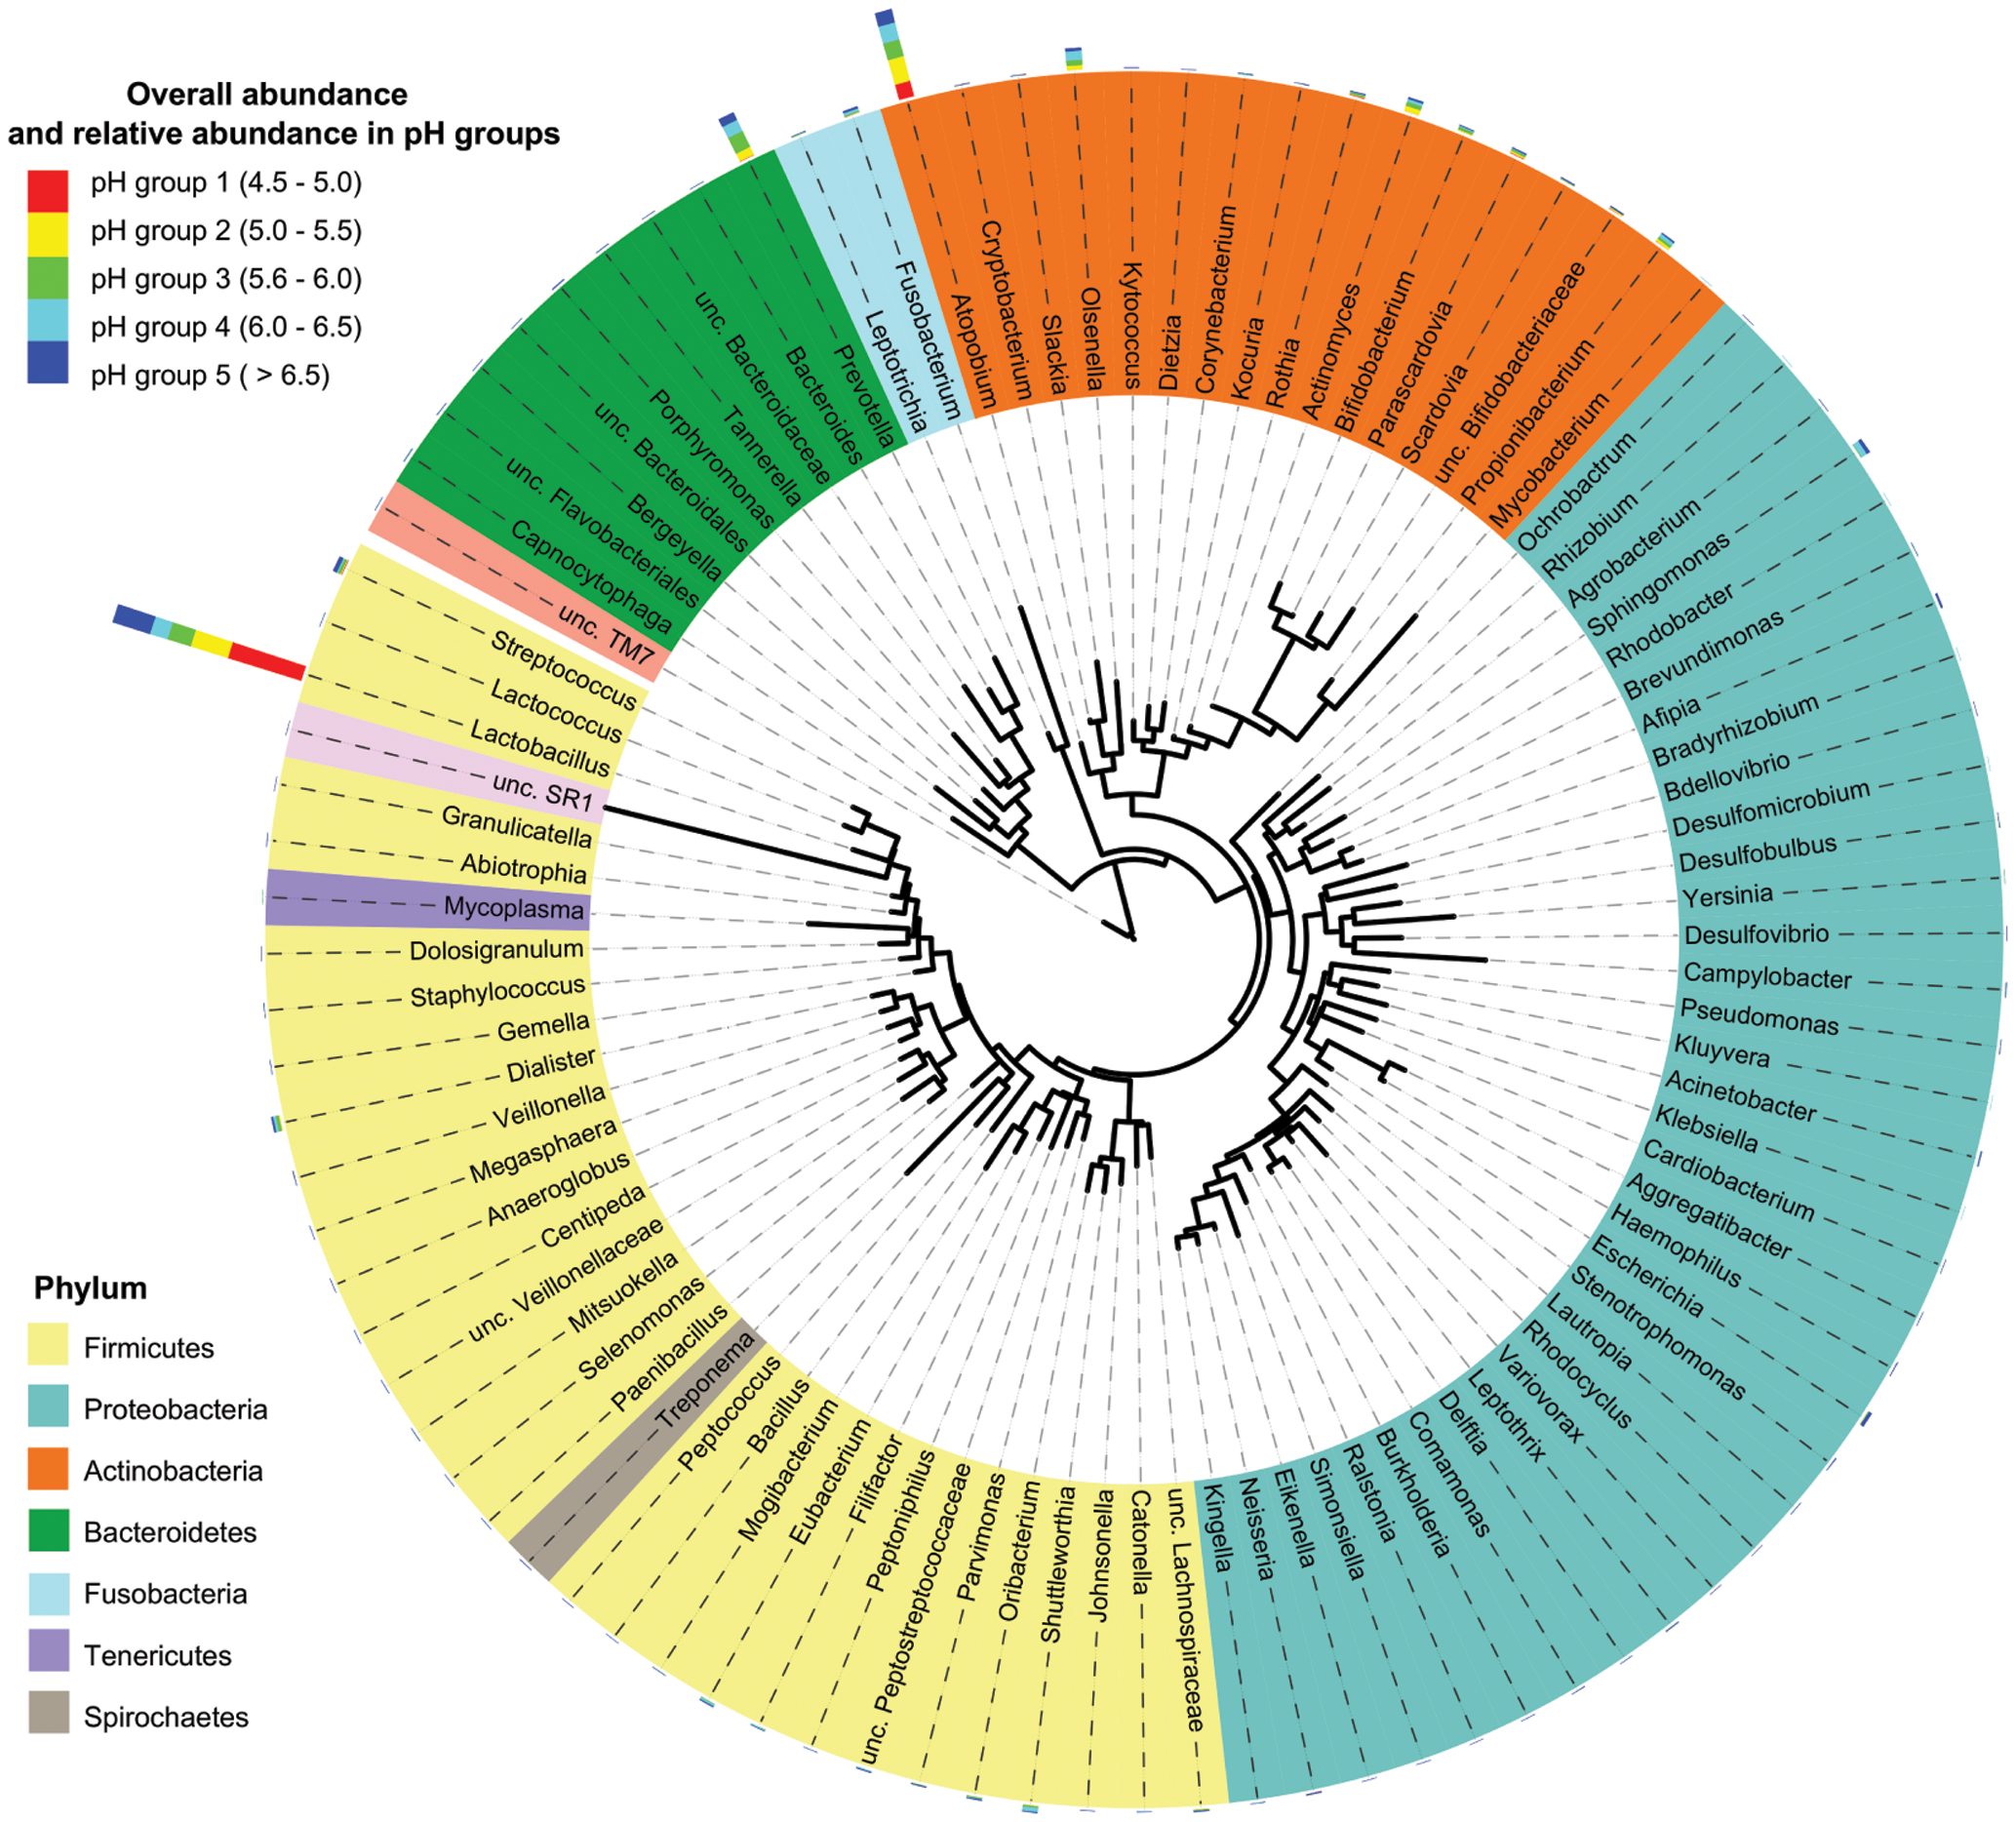 Overall abundance
and relative abundance in pH groups
pH group 1 (4.5 - 5.0)
pH group 2 (5.0 - 5.5)
pH group 3 (5.6 - 6.0)
pH group 4 (6.0 - 6.5)
pH group 5 ( > 6.5)
Leptotrichia
Fusobacterium
Atopobium
Cryptobacterium
Slackia
Olsenella
Kytococcus
Dietzia
Corynebacterium
Kocuria
Rothia
Actinomyces
Bifidobacterium
Parascardovia
Scardovia
unc. Bifidobacteriaceae
Propionibacterium
Mycobacterium
Ochrobactrum
Rhizobium
Agrobacterium
Sphingomonas
Rhodobacter
Brevundimonas
Afipia
Bradyrhizobium
Bdellovibrio
Desulfomicrobium
Desulfobulbus
Yersinia
Desulfovibrio
Campylobacter
Pseudomonas
Kluyvera
Acinetobacter
Klebsiella
Cardiobacterium
Aggregatibacter
Haemophilus
Escherichia
Stenotrophomonas
Lautropia
Rhodocyclus
Variovorax
Leptothrix
Delftia
Comamonas
Burkholderia
Ralstonia
Simonsiella
Eikenella
Neisseria
Kingella
unc. Lachnospiraceae
Catonella
Johnsonella
Shuttleworthia
Oribacterium
Parvimonas
unc. Peptostreptococcaceae
Peptoniphilus
Filifactor
Eubacterium
Mogibacterium
Bacillus
Peptococcus
Treponema
Paenibacillus
Selenomonas
Mitsuokella
unc. Veillonellaceae
Centipeda
Anaeroglobus
Megasphaera
Veillonella
Dialister
Gemella
Staphylococcus
Dolosigranulum
Mycoplasma
Abiotrophia
Granulicatella
unc. SR1
Lactobacillus
Lactococcus
Streptococcus
unc. TM7
Capnocytophaga
unc. Flavobacteriales
Bergeyella
unc. Bacteroidales
Porphyromonas
Tannerella
unc. Bacteroidaceae
Bacteroides
Prevotella
Phylum
Firmicutes
Proteobacteria
Actinobacteria
Bacteroidetes
Fusobacteria
Tenericutes
Spirochaetes